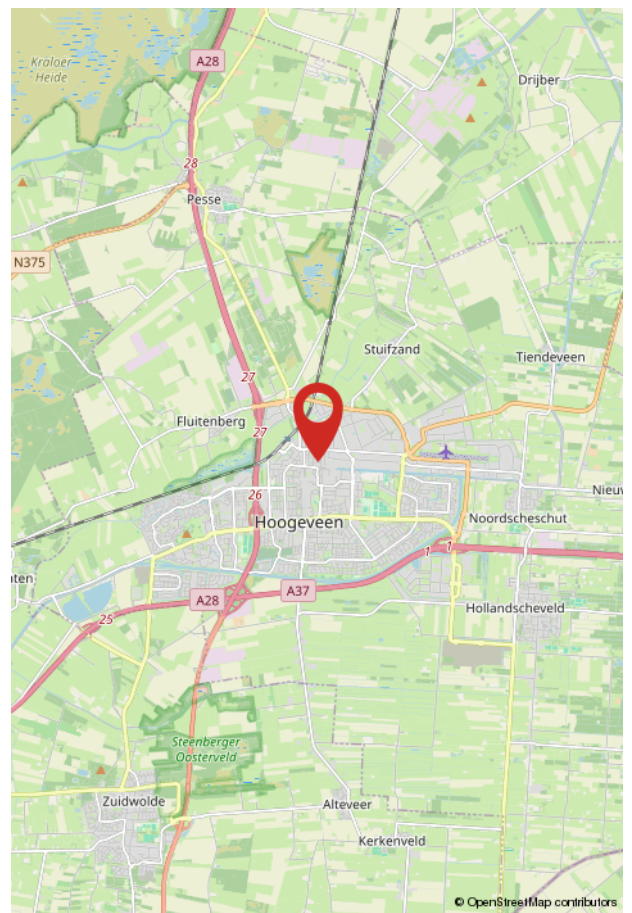 Kraloer
Heide
A28
Drijber
28
Pesse
N375
Stuifzand
Tiendeveen
27
Fluitenberg
27
26
Hoogeveen
Nieuw
Noordscheschut
1
1
nten
A28
A37
Hollandscheveld
25
Steenberger
Oosterveld
Zuidwolde
Alteveer
Kerkenveld
© OpenStreetMap contributors